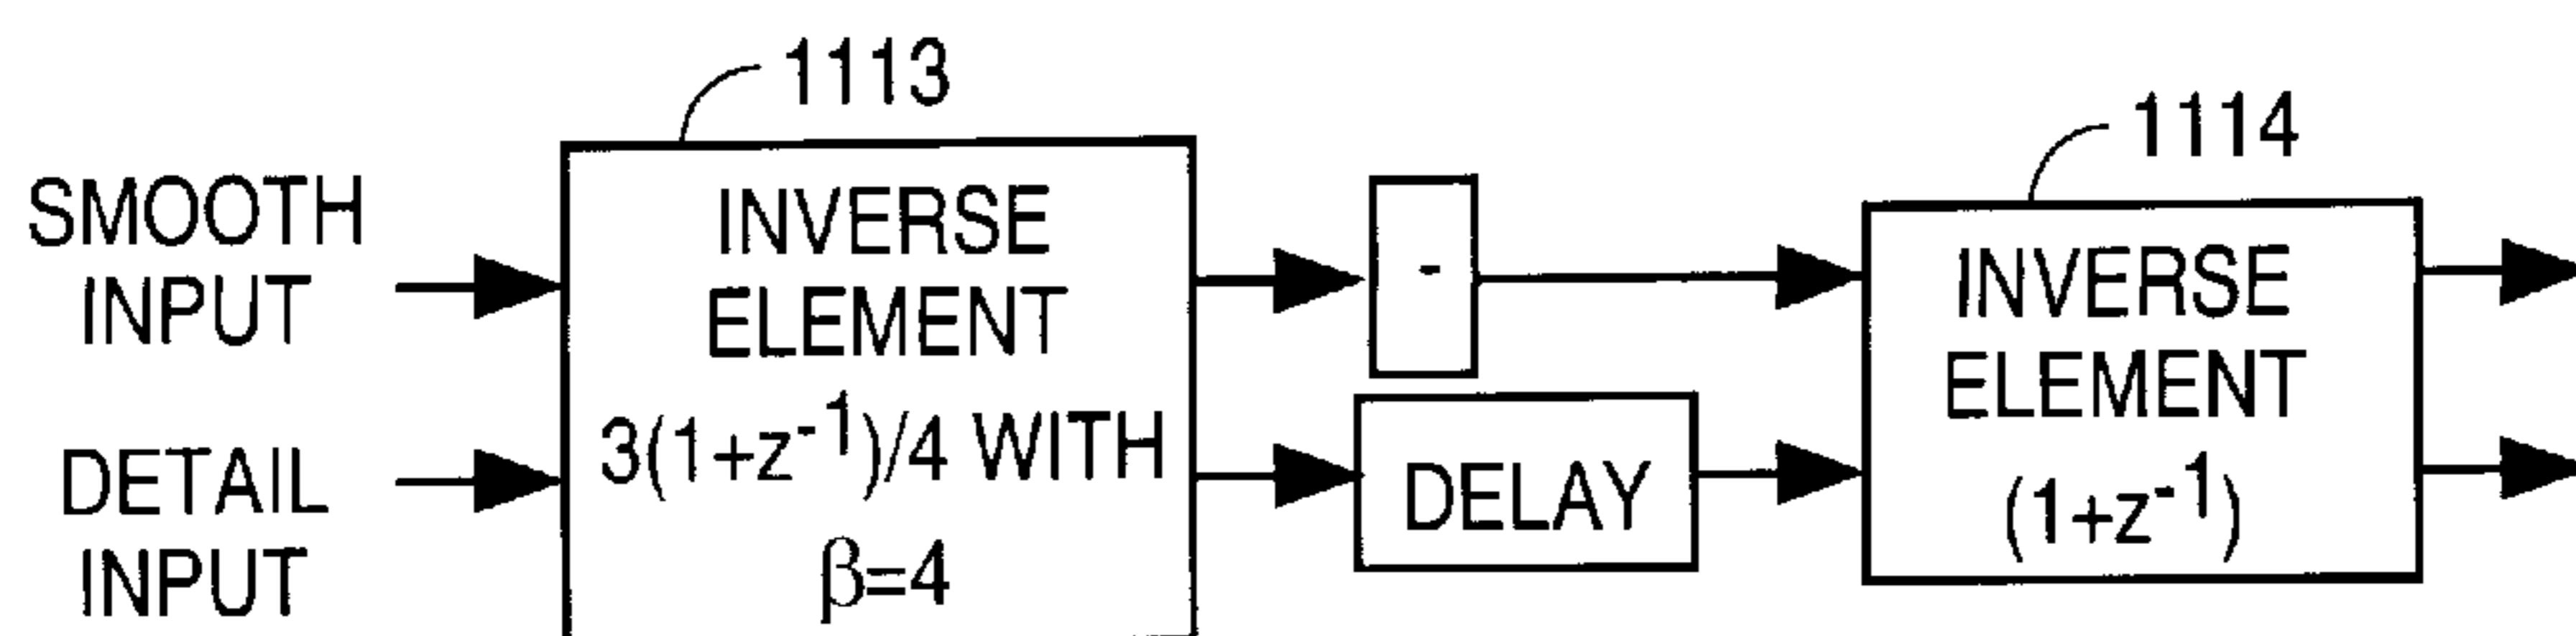 1113
1114
SMOOTH
INPUT
DETAIL
INPUT
INVERSE
ELEMENT
3(1+z⁻¹)/4 WITH
β=4
-
DELAY
INVERSE
ELEMENT
(1+z⁻¹)